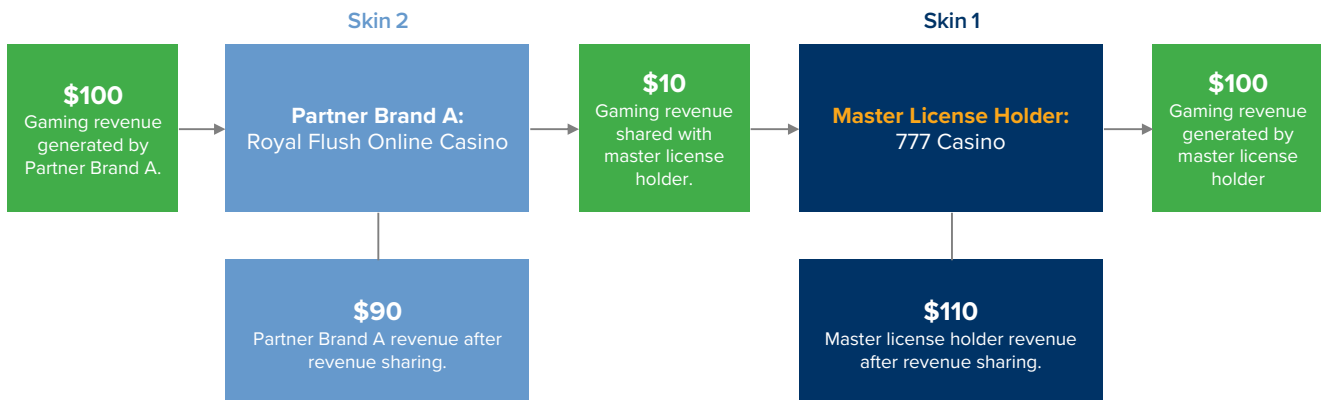 Skin 2
Skin 1
$100
Gaming revenue
generated by
Partner Brand A.
Partner Brand A:
Royal Flush Online Casino
$10
Gaming revenue
shared with
master license
holder.
Master License Holder:
777 Casino
$100
Gaming revenue
generated by
master license
holder
$90
Partner Brand A revenue after
revenue sharing.
$110
Master license holder revenue
after revenue sharing.